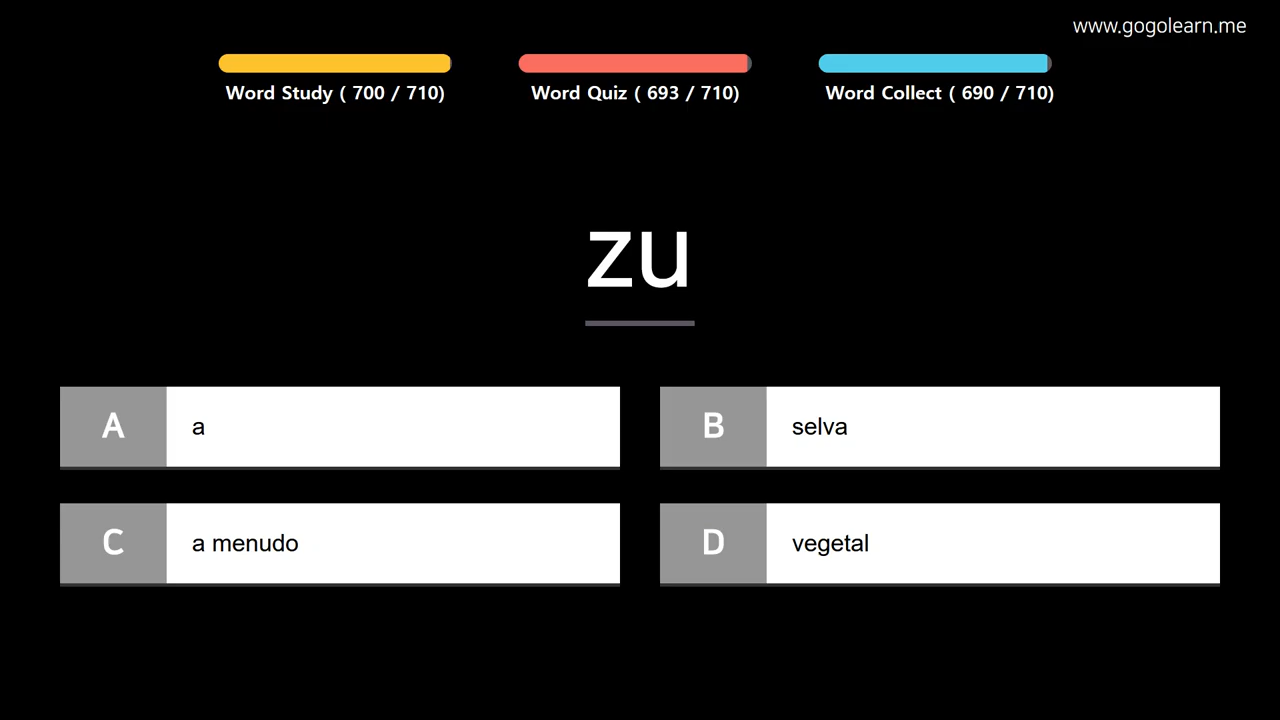 www.gogolearn.me
Word Study ( 700 / 710)
Word Quiz ( 693 / 710)
Word Collect ( 690 / 710)
zu
A a
B selva
C a menudo
D vegetal